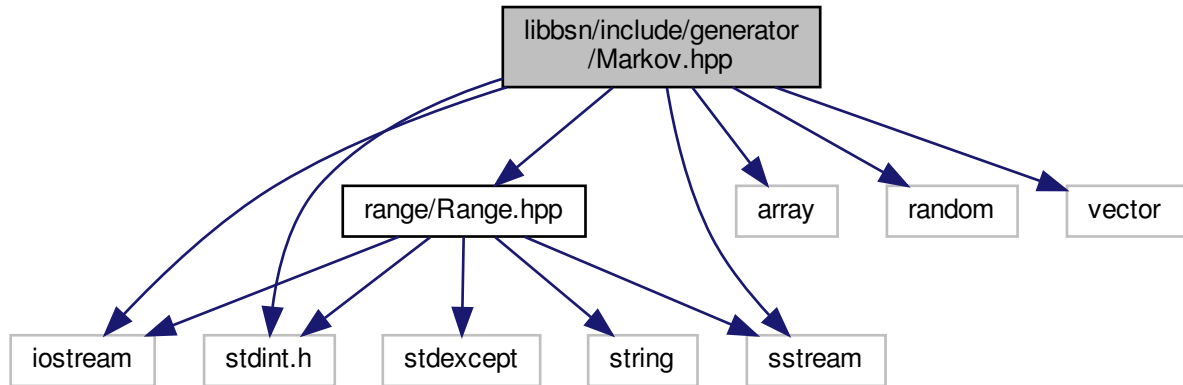 libbsn/include/generator
/Markov.hpp
range/Range.hpp
array
random
vector
iostream
stdint.h
stdexcept
string
sstream